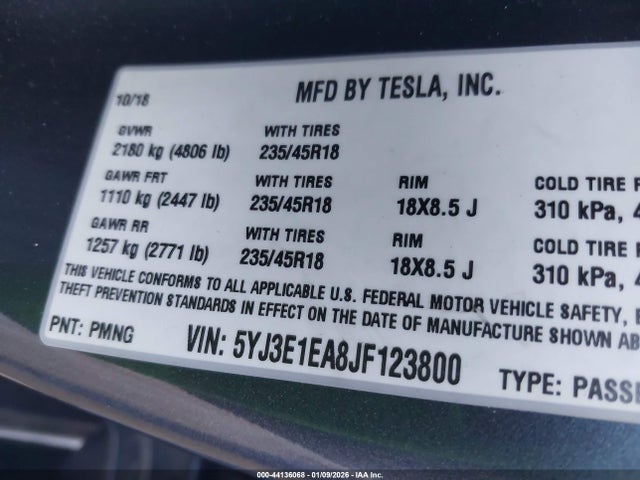 10/18
MFD BY TESLA, INC.
GVWR
2180 kg (4806 lb)
WITH TIRES
235/45R18
GAWR FRT
1110 kg (2447 lb)
WITH TIRES
235/45R18
RIM
18X8.5 J
COLD TIRE
310 kPa,
GAWR RR
1257 kg (2771 lb)
WITH TIRES
235/45R18
RIM
18X8.5 J
COLD TIRE
310 kPa,
THIS VEHICLE CONFORMS TO ALL APPLICABLE U.S. FEDERAL MOTOR VEHICLE SAFETY,
THEFT PREVENTION STANDARDS IN EFFECT ON THE DATE OF MANUFACTURE SHOWN
PNT: PMNG
VIN: 5YJ3E1EA8JF123800
TYPE: PASSE
000-44136068 | 01/09/2026 | IAA Inc.